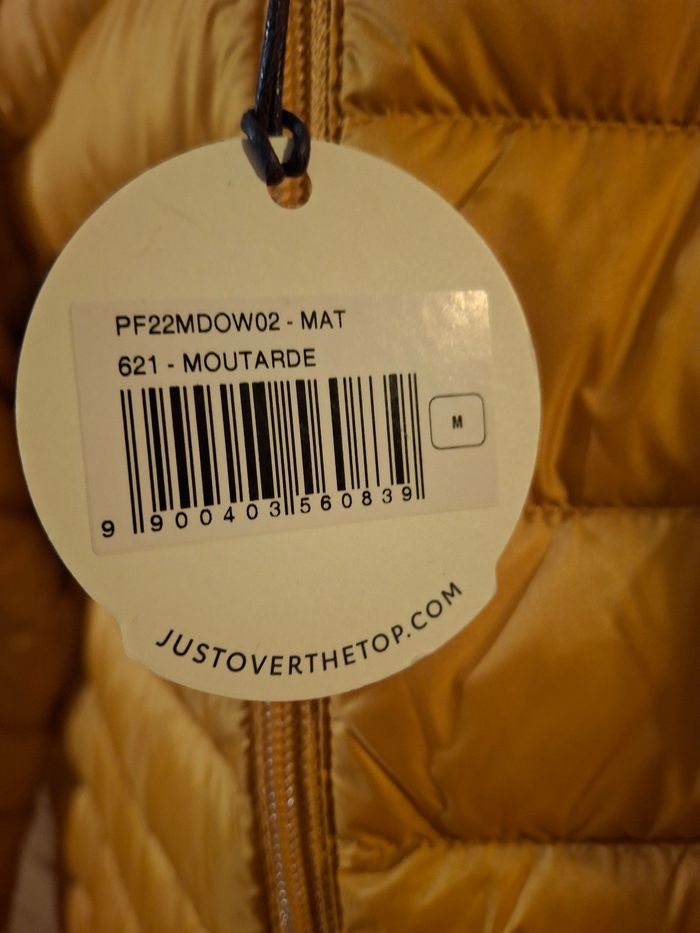 PF22MDOW02 - MAT
621 - MOUTARDE
M
9 900403 560839
JUSTOVERTHETOP.COM